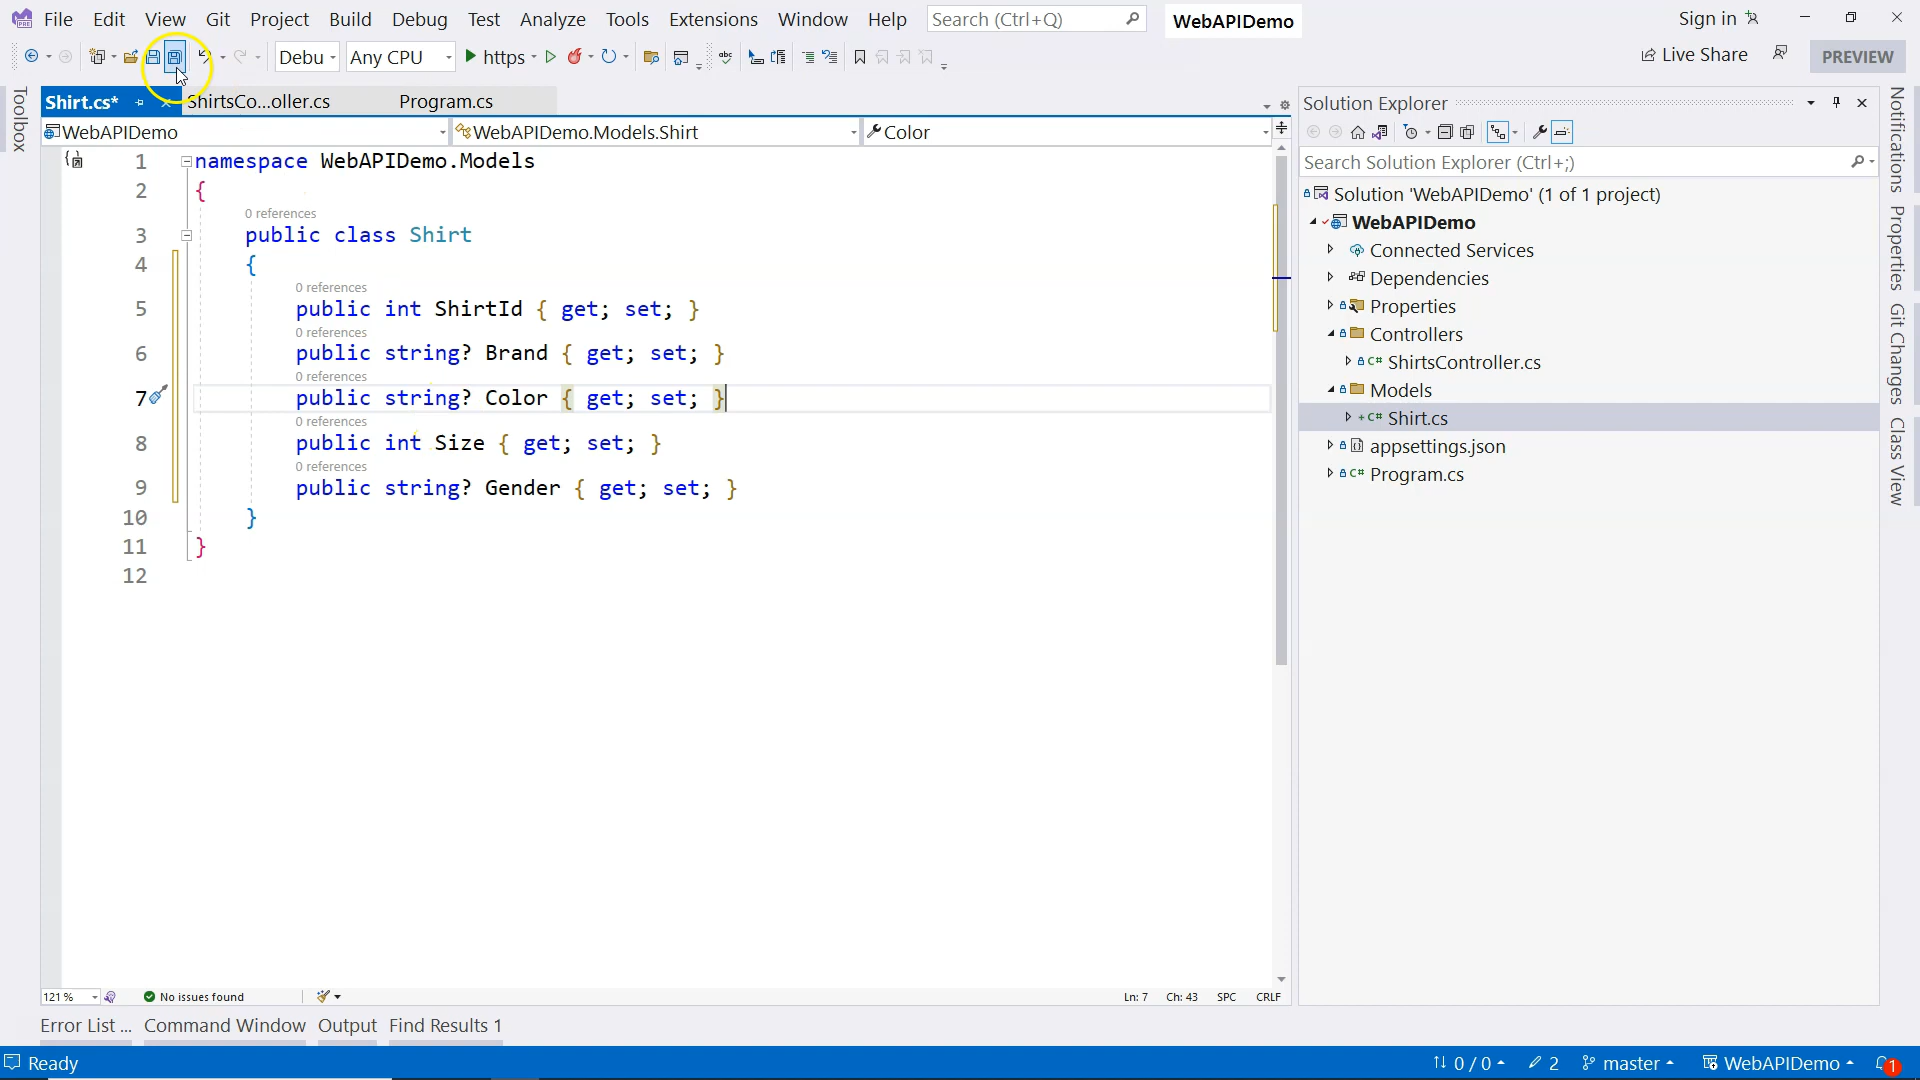 File Edit View Git Project Build Debug Test Analyze Tools Extensions Window Help Search (Ctrl+Q) WebAPIDemo Sign in
Debu Any CPU https Live Share PREVIEW
Toolbox
Shirt.cs* ShirtsCo...oller.cs Program.cs
WebAPIDemo WebAPIDemo.Models.Shirt Color
1 namespace WebAPIDemo.Models
2 {
0 references
3 public class Shirt
4 {
0 references
5 public int ShirtId { get; set; }
0 references
6 public string? Brand { get; set; }
0 references
7 public string? Color { get; set; }
0 references
8 public int Size { get; set; }
0 references
9 public string? Gender { get; set; }
10 }
11 }
12
121 % No issues found Ln: 7 Ch: 43 SPC CRLF
Solution Explorer
Search Solution Explorer (Ctrl+;)
Solution 'WebAPIDemo' (1 of 1 project)
WebAPIDemo
Connected Services
Dependencies
Properties
Controllers
C# ShirtsController.cs
Models
+ C# Shirt.cs
appsettings.json
C# Program.cs
Notifications
Properties
Git Changes
Class View
Error List ... Command Window Output Find Results 1
Ready 0 / 0 2 master WebAPIDemo 1